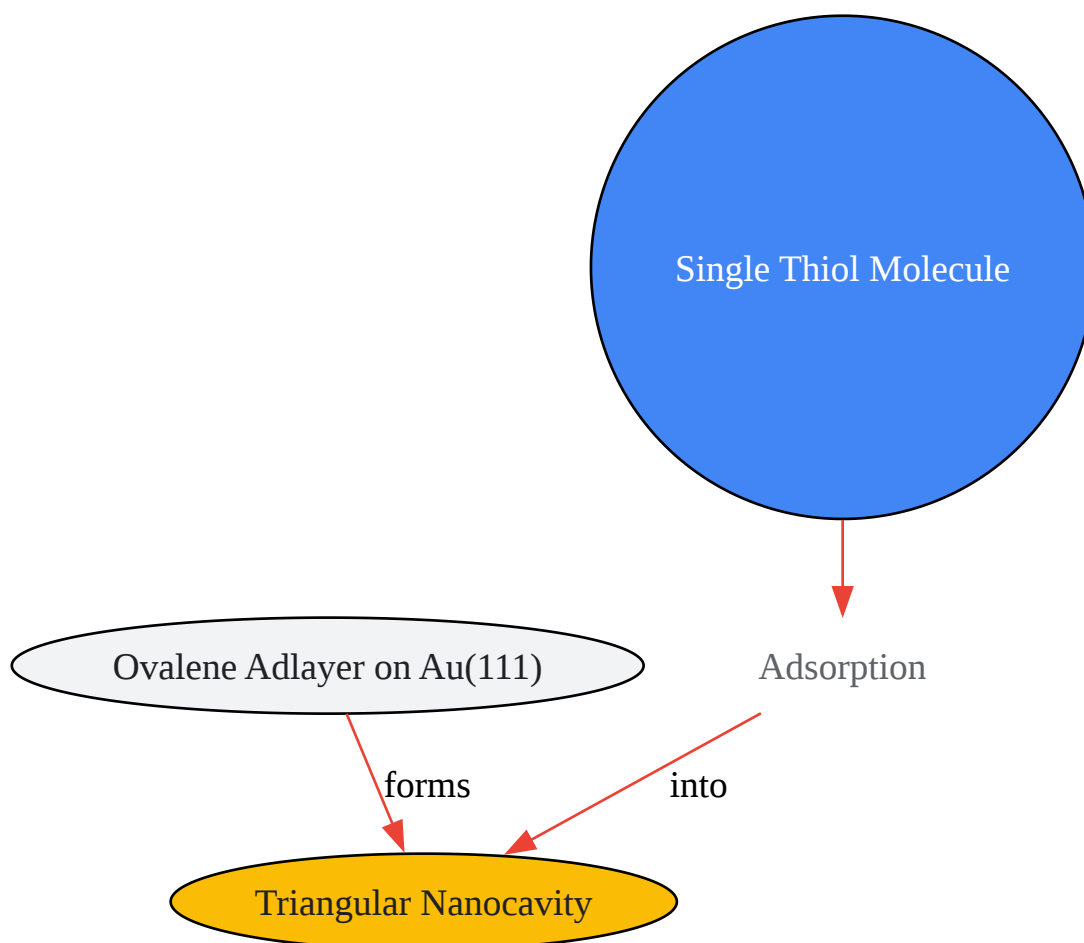 Single Thiol Molecule
Ovalene Adlayer on Au(111)
Adsorption
forms
into
Triangular Nanocavity